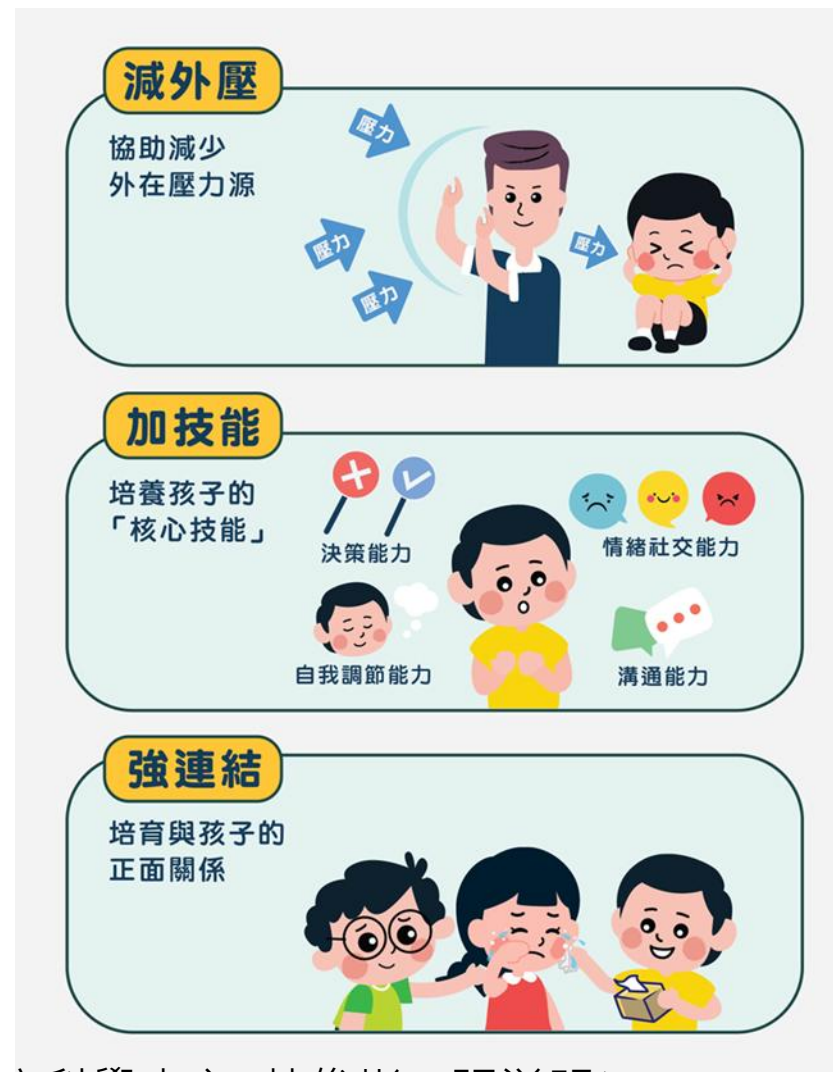 減外壓
協助減少
外在壓力源
壓力
壓力
壓力
壓力
加技能
培養孩子的
「核心技能」
決策能力
情緒社交能力
自我調節能力
溝通能力
強連結
培育與孩子的
正面關係